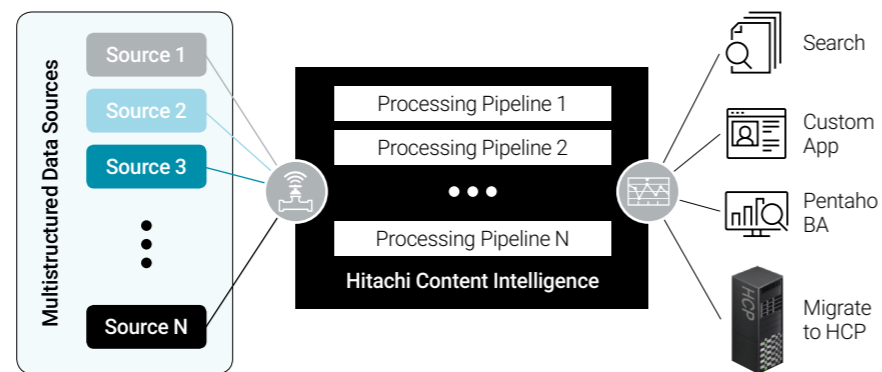 Multistructured Data Sources
Source 1
Source 2
Source 3
Source N
Processing Pipeline 1
Processing Pipeline 2
Processing Pipeline N
Hitachi Content Intelligence
Search
Custom
App
Pentaho
BA
HCP
Migrate
to HCP